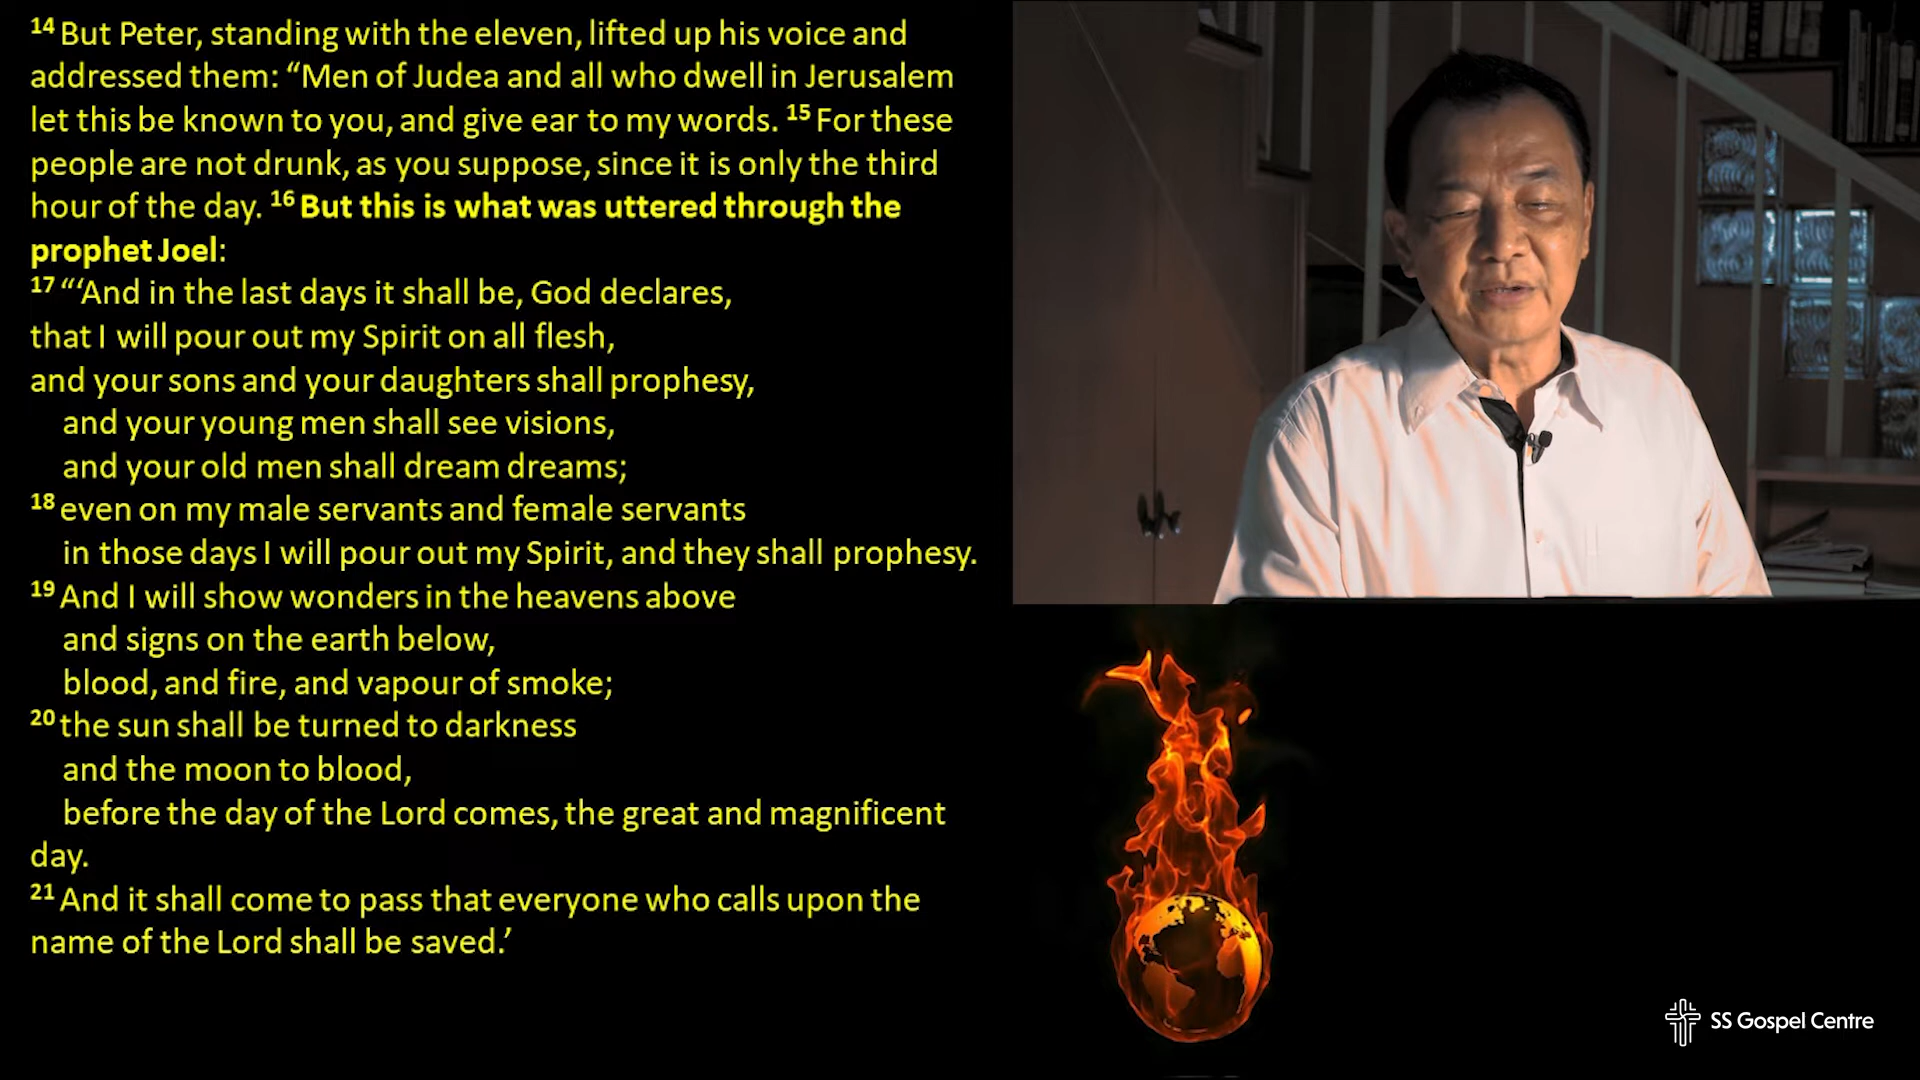 14 But Peter, standing with the eleven, lifted up his voice and
addressed them: “Men of Judea and all who dwell in Jerusalem
let this be known to you, and give ear to my words. 15 For these
people are not drunk, as you suppose, since it is only the third
hour of the day. 16 But this is what was uttered through the
prophet Joel:
17 “‘And in the last days it shall be, God declares,
that I will pour out my Spirit on all flesh,
and your sons and your daughters shall prophesy,
and your young men shall see visions,
and your old men shall dream dreams;
18 even on my male servants and female servants
in those days I will pour out my Spirit, and they shall prophesy.
19 And I will show wonders in the heavens above
and signs on the earth below,
blood, and fire, and vapour of smoke;
20 the sun shall be turned to darkness
and the moon to blood,
before the day of the Lord comes, the great and magnificent
day.
21 And it shall come to pass that everyone who calls upon the
name of the Lord shall be saved.’
SS Gospel Centre